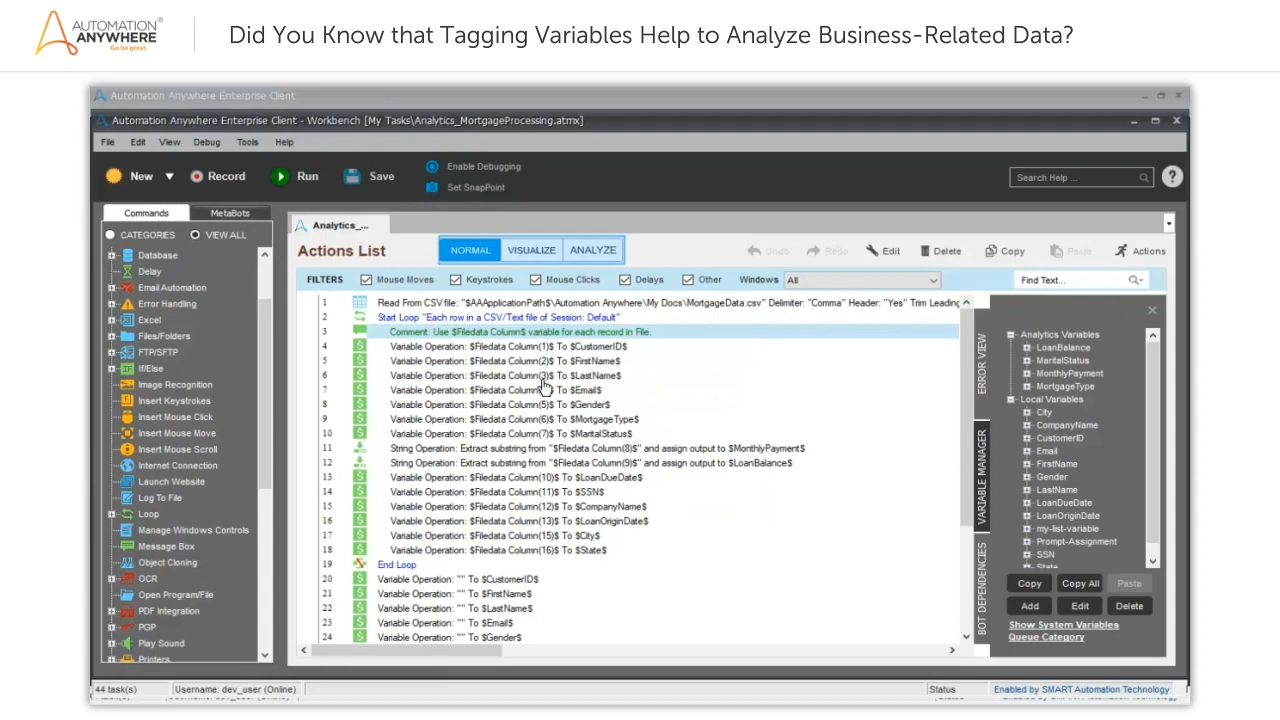 AUTOMATION ANYWHERE®
Go be great.
Did You Know that Tagging Variables Help to Analyze Business-Related Data?
Automation Anywhere Enterprise Client
Automation Anywhere Enterprise Client - Workbench [My Tasks\Analytics_MortgageProcessing.atmx]
File Edit View Debug Tools Help
New Record Run Save
Enable Debugging
Set SnapPoint
Search Help ...
?
Commands MetaBots
CATEGORIES VIEW ALL
Database
Delay
Email Automation
Error Handling
Excel
Files/Folders
FTP/SFTP
If/Else
Image Recognition
Insert Keystrokes
Insert Mouse Click
Insert Mouse Move
Insert Mouse Scroll
Internet Connection
Launch Website
Log To File
Loop
Manage Windows Controls
Message Box
Object Cloning
OCR
Open Program/File
PDF Integration
PGP
Play Sound
Printers
Analytics_...
Actions List
NORMAL VISUALIZE ANALYZE
Undo Redo Edit Delete Copy Paste Actions
FILTERS Mouse Moves Keystrokes Mouse Clicks Delays Other Windows All
Find Text...
1 Read From CSV file: "$AAApplicationPath$\Automation Anywhere\My Docs\MortgageData.csv" Delimiter: "Comma" Header: "Yes" Trim Leading
2 Start Loop "Each row in a CSV/Text file of Session: Default"
3 Comment: Use $Filedata Column$ variable for each record in File.
4 Variable Operation: $Filedata Column(1)$ To $CustomerID$
5 Variable Operation: $Filedata Column(2)$ To $FirstName$
6 Variable Operation: $Filedata Column(3)$ To $LastName$
7 Variable Operation: $Filedata Column $ To $Email$
8 Variable Operation: $Filedata Column(5)$ To $Gender$
9 Variable Operation: $Filedata Column(6)$ To $MortgageType$
10 Variable Operation: $Filedata Column(7)$ To $MaritalStatus$
11 String Operation: Extract substring from "$Filedata Column(8)$" and assign output to $MonthlyPayment$
12 String Operation: Extract substring from "$Filedata Column(9)$" and assign output to $LoanBalance$
13 Variable Operation: $Filedata Column(10)$ To $LoanDueDate$
14 Variable Operation: $Filedata Column(11)$ To $SSN$
15 Variable Operation: $Filedata Column(12)$ To $CompanyName$
16 Variable Operation: $Filedata Column(13)$ To $LoanOriginDate$
17 Variable Operation: $Filedata Column(15)$ To $City$
18 Variable Operation: $Filedata Column(16)$ To $State$
19 End Loop
20 Variable Operation: "" To $CustomerID$
21 Variable Operation: "" To $FirstName$
22 Variable Operation: "" To $LastName$
23 Variable Operation: "" To $Email$
24 Variable Operation: "" To $Gender$
ERROR VIEW
VARIABLE MANAGER
BOT DEPENDENCIES
Analytics Variables
LoanBalance
MaritalStatus
MonthlyPayment
MortgageType
Local Variables
City
CompanyName
CustomerID
Email
FirstName
Gender
LastName
LoanDueDate
LoanOriginDate
my-list-variable
Prompt-Assignment
SSN
State
Copy Copy All Paste
Add Edit Delete
Show System Variables
Queue Category
44 task(s) Username: dev_user (Online) Status Enabled by SMART Automation Technology